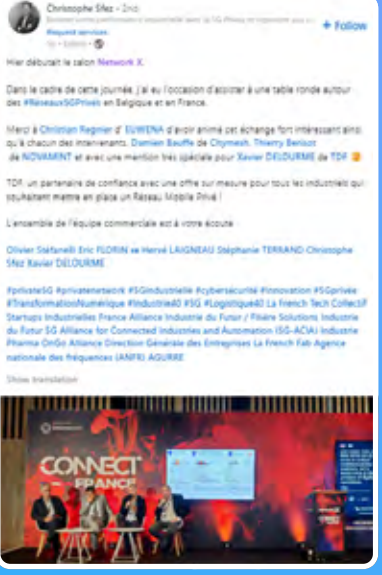 Christophe Sfez • 2nd
+ Follow
Request services
Hier débutait le salon Network X.
Dans le cadre de cette journée, j'ai eu l'occasion d'assister à une table ronde autour
des #Réseaux5GPrivés en Belgique et en France.
Merci à Christian Regnier d' EUWENA d'avoir animé cet échange fort intéressant ainsi
qu'à chacun des intervenants. Damien Bauffe de Citymesh, Thierry Berisot
de NOVAMINT et avec une mention très spéciale pour Xavier DELOURME de TDF
TDF, un partenaire de confiance avec une offre sur mesure pour tous les industriels qui
souhaitent mettre en place un Réseau Mobile Privé !
L'ensemble de l'équipe commerciale est à votre écoute
Olivier Stefanelli Eric FLORIN Hervé LAIGNEAU Stéphanie TERRAND Christophe
Sfez Xavier DELOURME
#private5G #privatenetwork #5Gindustrielle #cybersécurité #innovation #5Gprivée
#TransformationNumérique #Industrie40 #5G #Logistique40 La French Tech Collectif
Startups Industrielles France Alliance Industrie du Futur / Filière Solutions Industrie
du Futur 5G Alliance for Connected Industries and Automation (5G-ACIA) Industrie
Pharma OnGo Alliance Direction Générale des Entreprises La French Fab Agence
nationale des fréquences (ANFR) AGURRE
Show translation
CONNECT
FRANCE